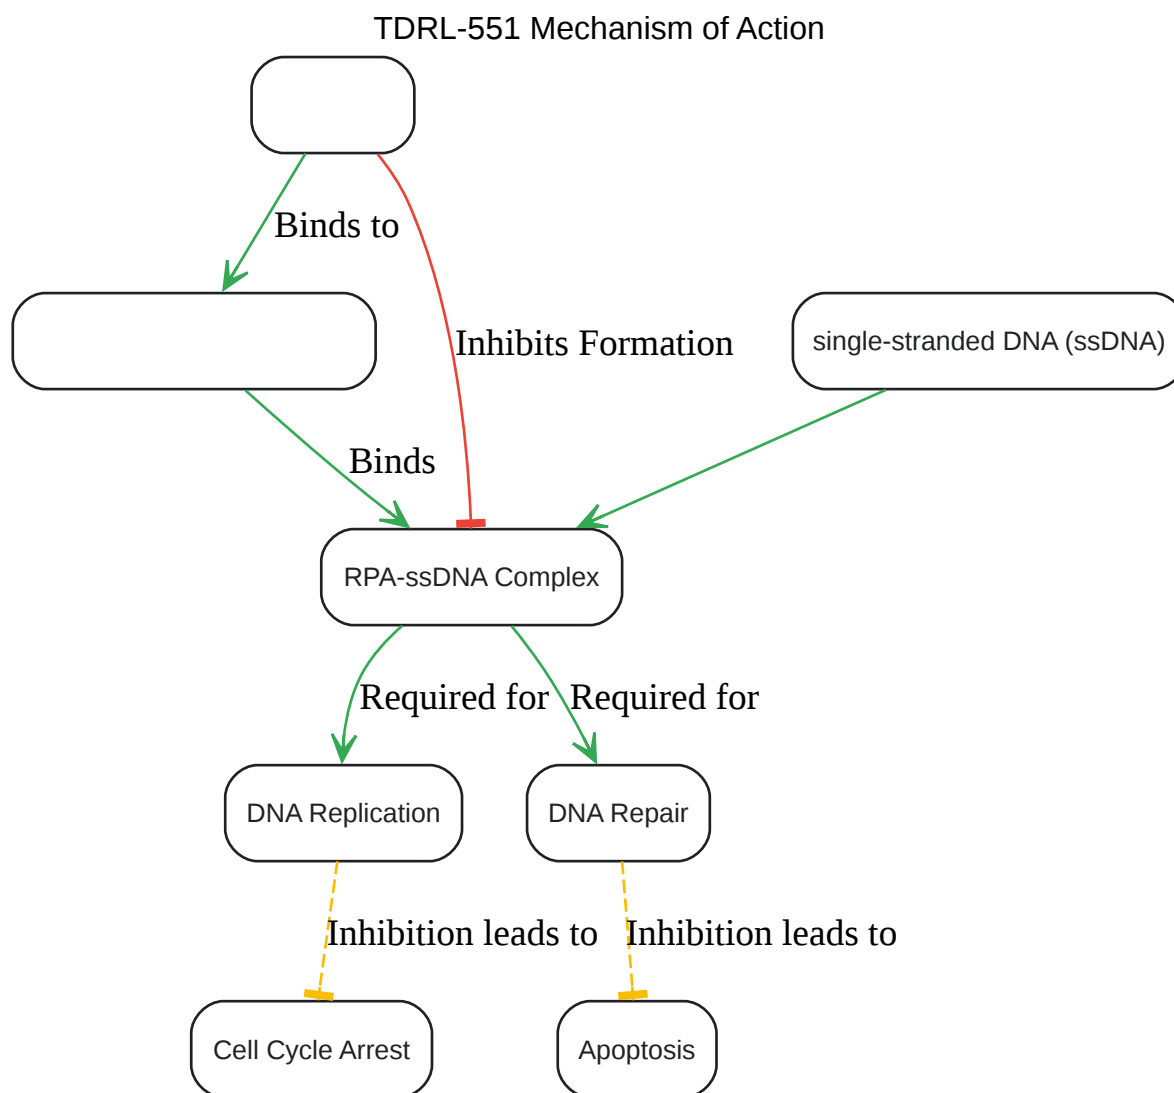 TDRL-551 Mechanism of Action
Binds to
Inhibits Formation
single-stranded DNA (ssDNA)
Binds
RPA-ssDNA Complex
Required for
Required for
DNA Replication
DNA Repair
Inhibition leads to
Inhibition leads to
Cell Cycle Arrest
Apoptosis